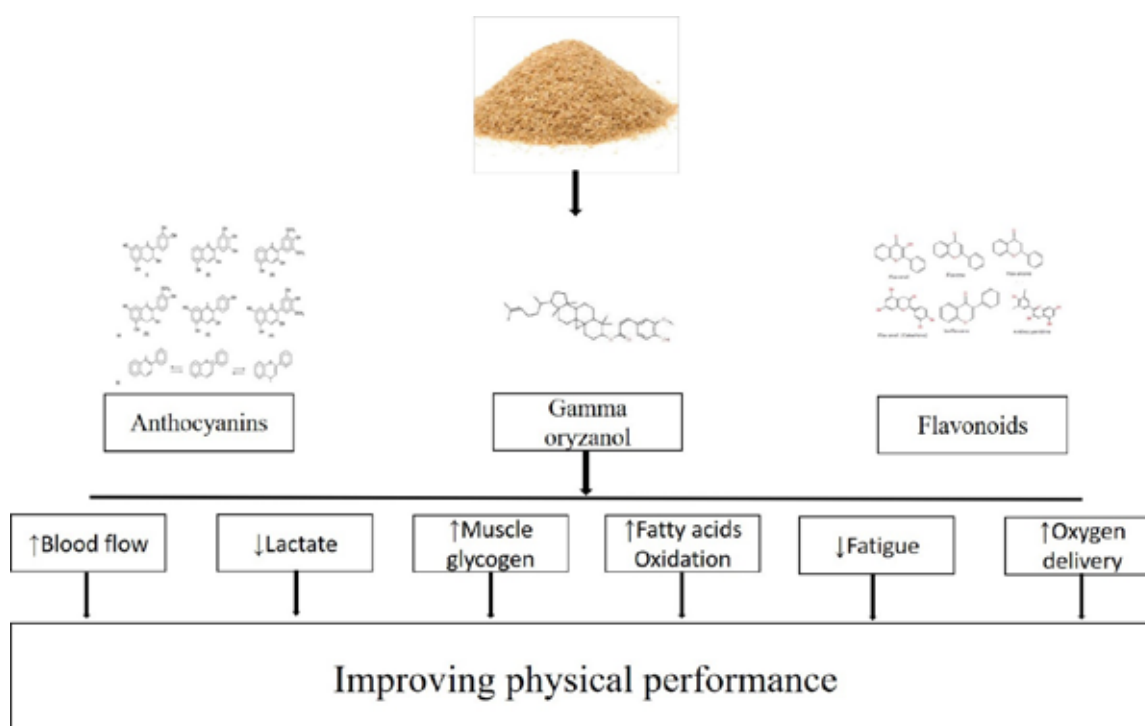 Anthocyanins
Gamma
oryzanol
Flavonoids
↑Blood flow
↓Lactate
↑Muscle
glycogen
↑Fatty acids
Oxidation
↓Fatigue
↑Oxygen
delivery
Improving physical performance